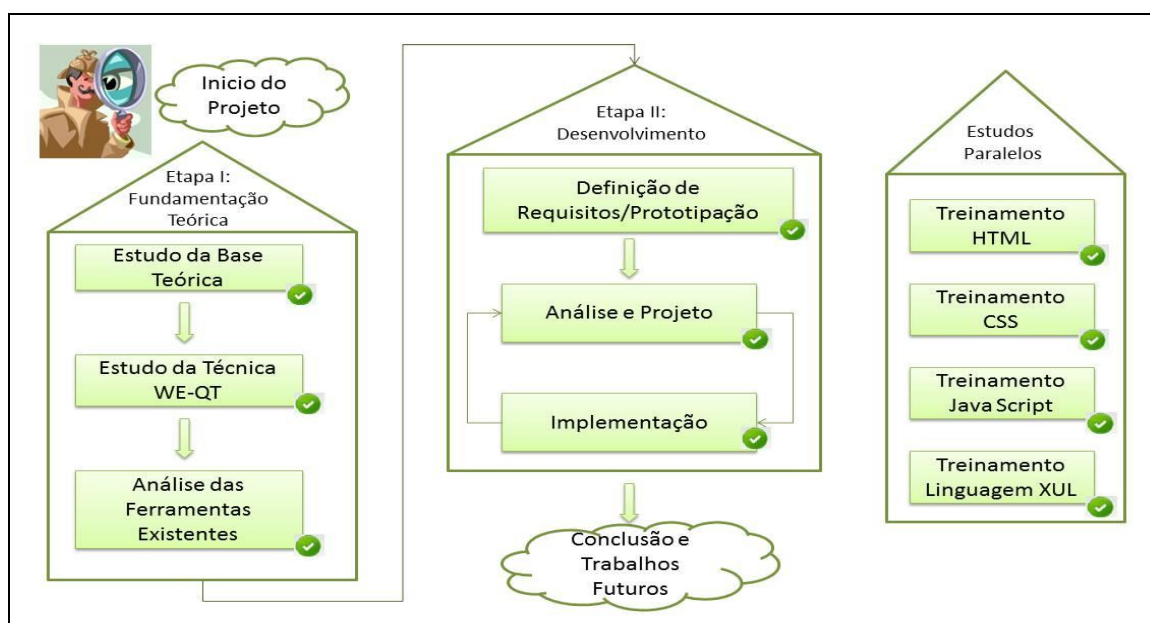 Inicio do
Projeto
Etapa I:
Fundamentação
Teórica
Estudo da Base
Teórica
Estudo da Técnica
WE-QT
Análise das
Ferramentas
Existentes
Etapa II:
Desenvolvimento
Definição de
Requisitos/Prototipação
Análise e Projeto
Implementação
Conclusão e
Trabalhos
Futuros
Estudos
Paralelos
Treinamento
HTML
Treinamento
CSS
Treinamento
Java Script
Treinamento
Linguagem XUL